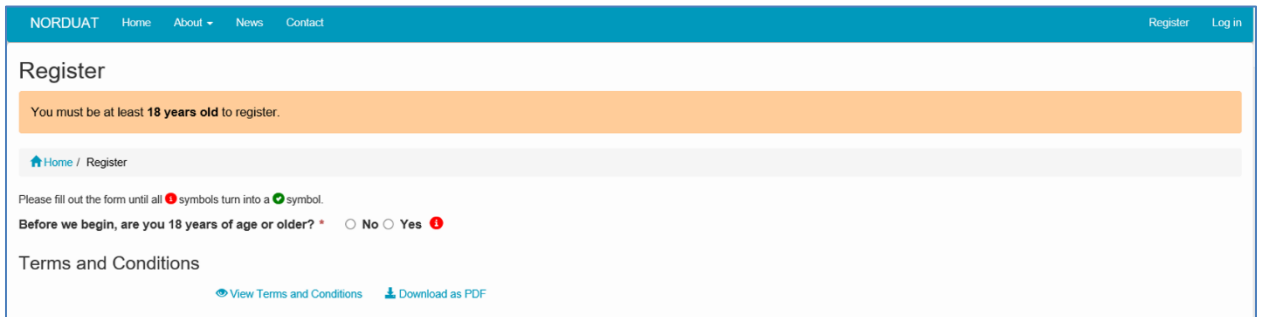 NORDUAT Home About News Contact Register Log in
Register
You must be at least 18 years old to register.
Home / Register
Please fill out the form until all symbols turn into a symbol.
Before we begin, are you 18 years of age or older? * No Yes
Terms and Conditions
View Terms and Conditions Download as PDF